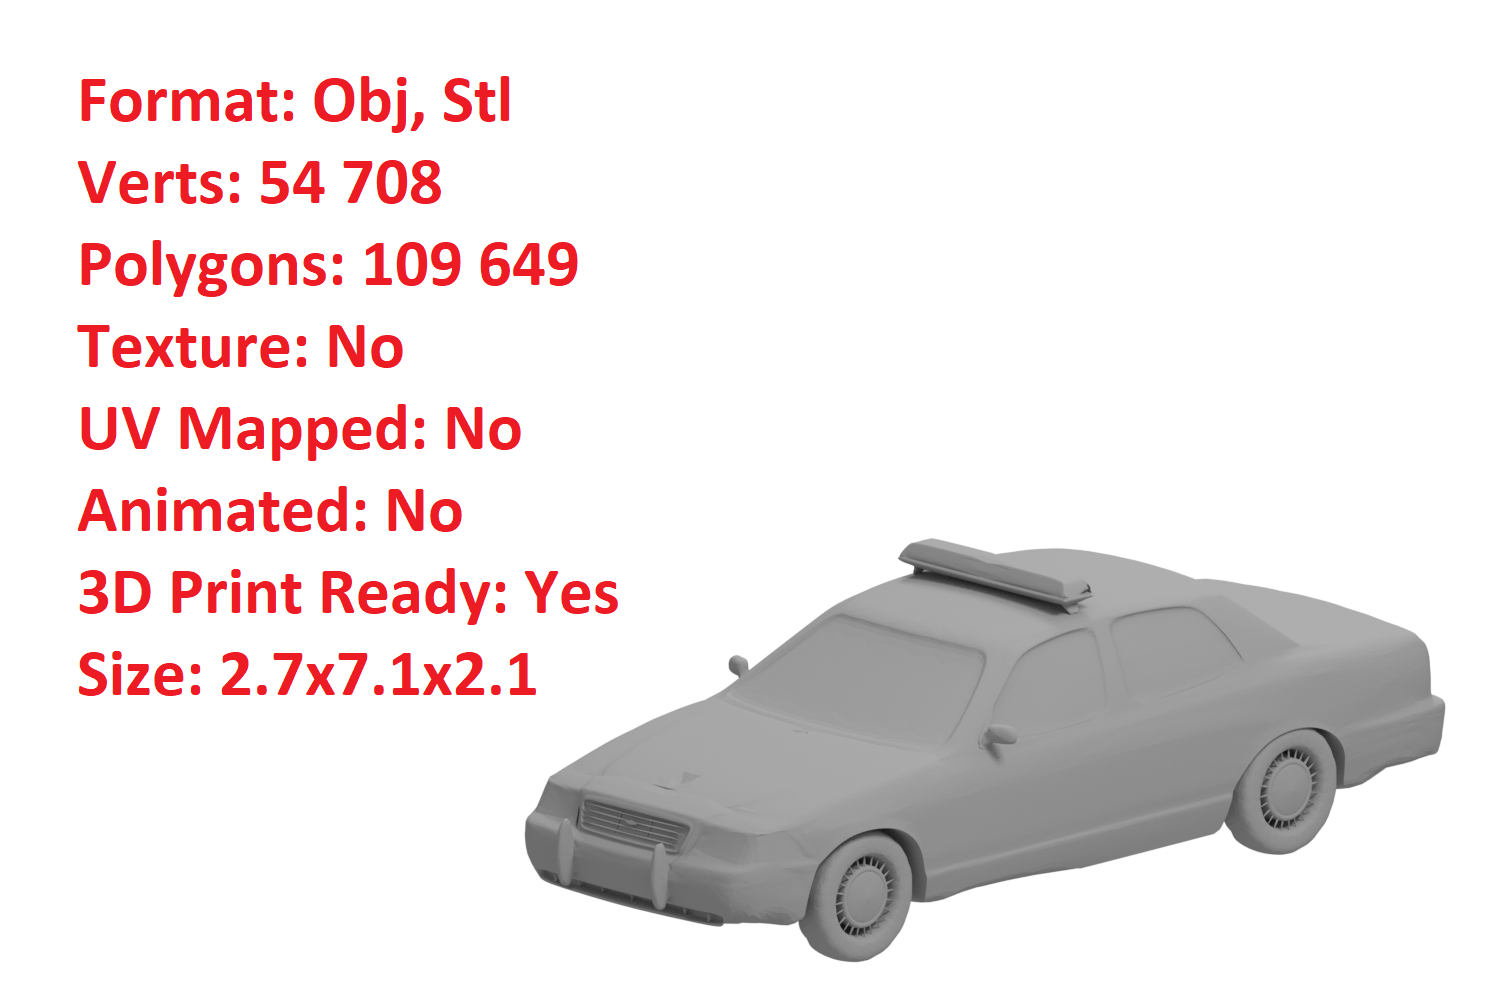 Format: Obj, Stl
Verts: 54 708
Polygons: 109 649
Texture: No
UV Mapped: No
Animated: No
3D Print Ready: Yes
Size: 2.7x7.1x2.1